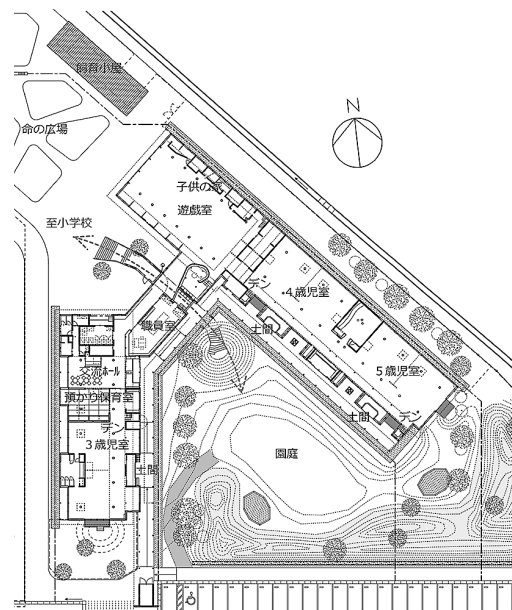 飼育小屋
N
命の広場
子供の家
遊戯室
至小学校
デン
4歳児室
職員室
土間
交流ホール
5歳児室
預かり保育室
デン
3歳児室
土間
デン
園庭
土間